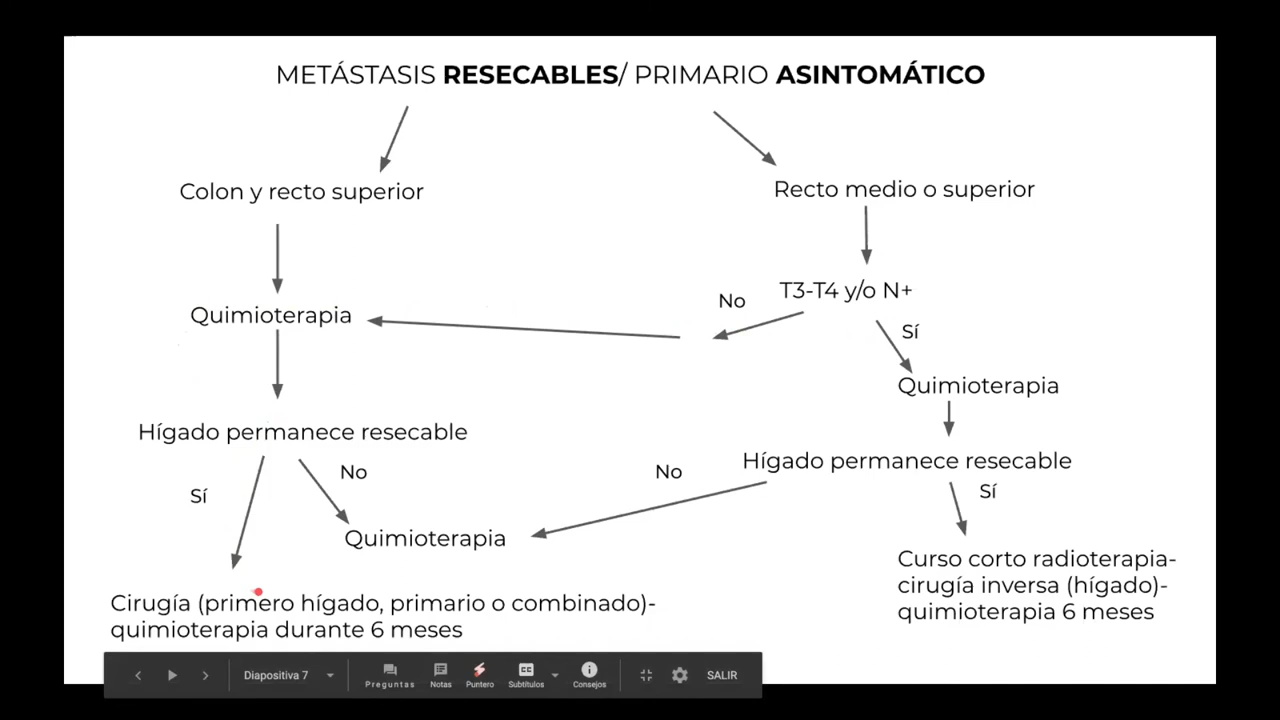 METÁSTASIS RESECABLES/ PRIMARIO ASINTOMÁTICO
Colon y recto superior
Recto medio o superior
Quimioterapia
No
T3-T4 y/o N+
Sí
Quimioterapia
Hígado permanece resecable
Hígado permanece resecable
Sí
No
No
Sí
Quimioterapia
Cirugía (primero hígado, primario o combinado)-
quimioterapia durante 6 meses
Curso corto radioterapia-
cirugía inversa (hígado)-
quimioterapia 6 meses
Diapositiva 7
Preguntas
Notas
Puntero
CC
Subtítulos
Consejos
SALIR